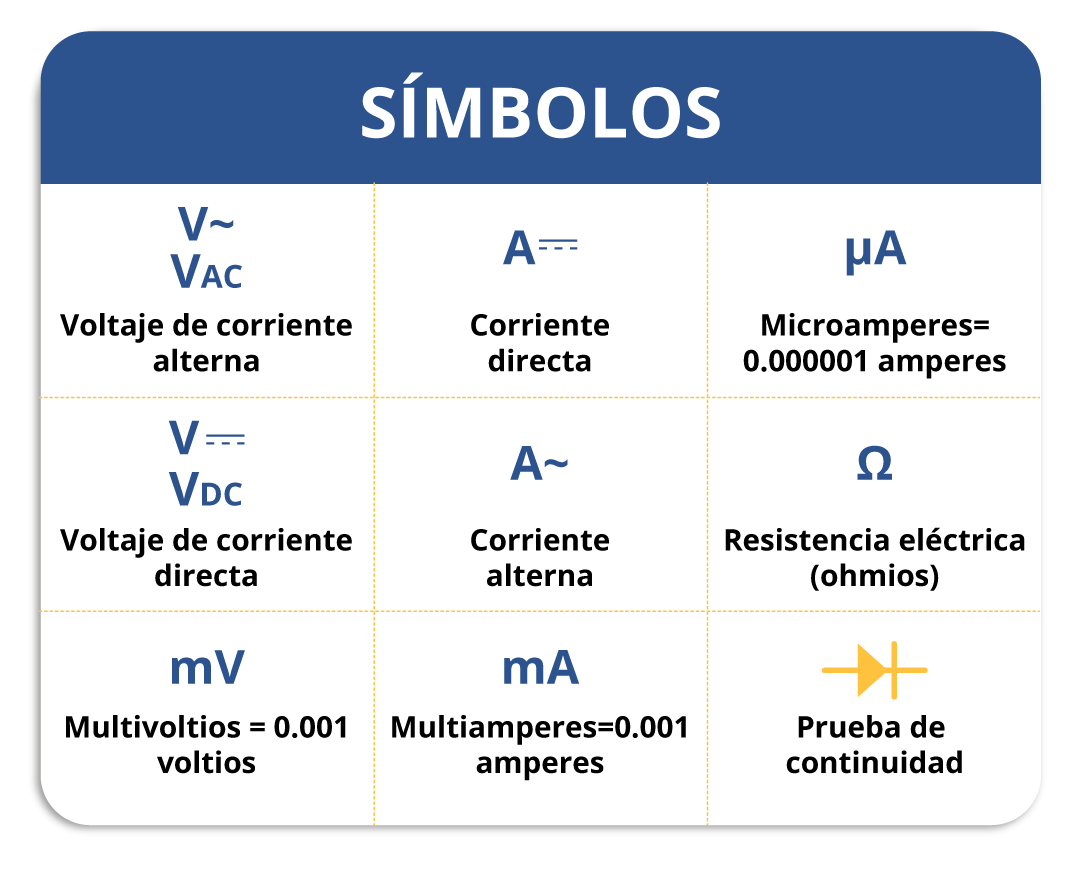 SÍMBOLOS
V~
VAC
Voltaje de corriente
alterna
A⎓
Corriente
directa
µA
Microamperes=
0.000001 amperes
V⎓
VDC
Voltaje de corriente
directa
A~
Corriente
alterna
Ω
Resistencia eléctrica
(ohmios)
mV
Multivoltios = 0.001
voltios
mA
Multiamperes=0.001
amperes
Prueba de
continuidad